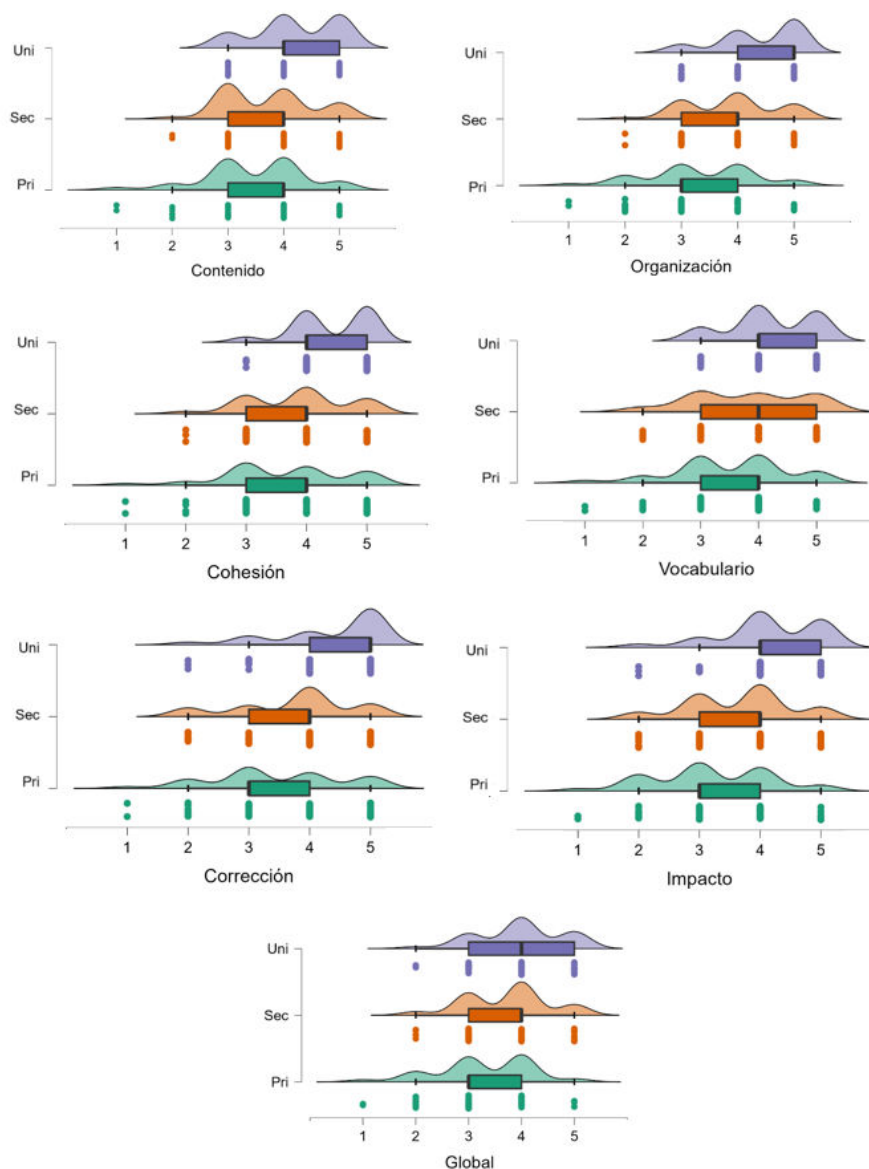 Uni
Sec
Pri
1 2 3 4 5
Contenido
Uni
Sec
Pri
1 2 3 4 5
Organización
Uni
Sec
Pri
1 2 3 4 5
Cohesión
Uni
Sec
Pri
1 2 3 4 5
Vocabulario
Uni
Sec
Pri
1 2 3 4 5
Corrección
Uni
Sec
Pri
1 2 3 4 5
Impacto
Uni
Sec
Pri
1 2 3 4 5
Global